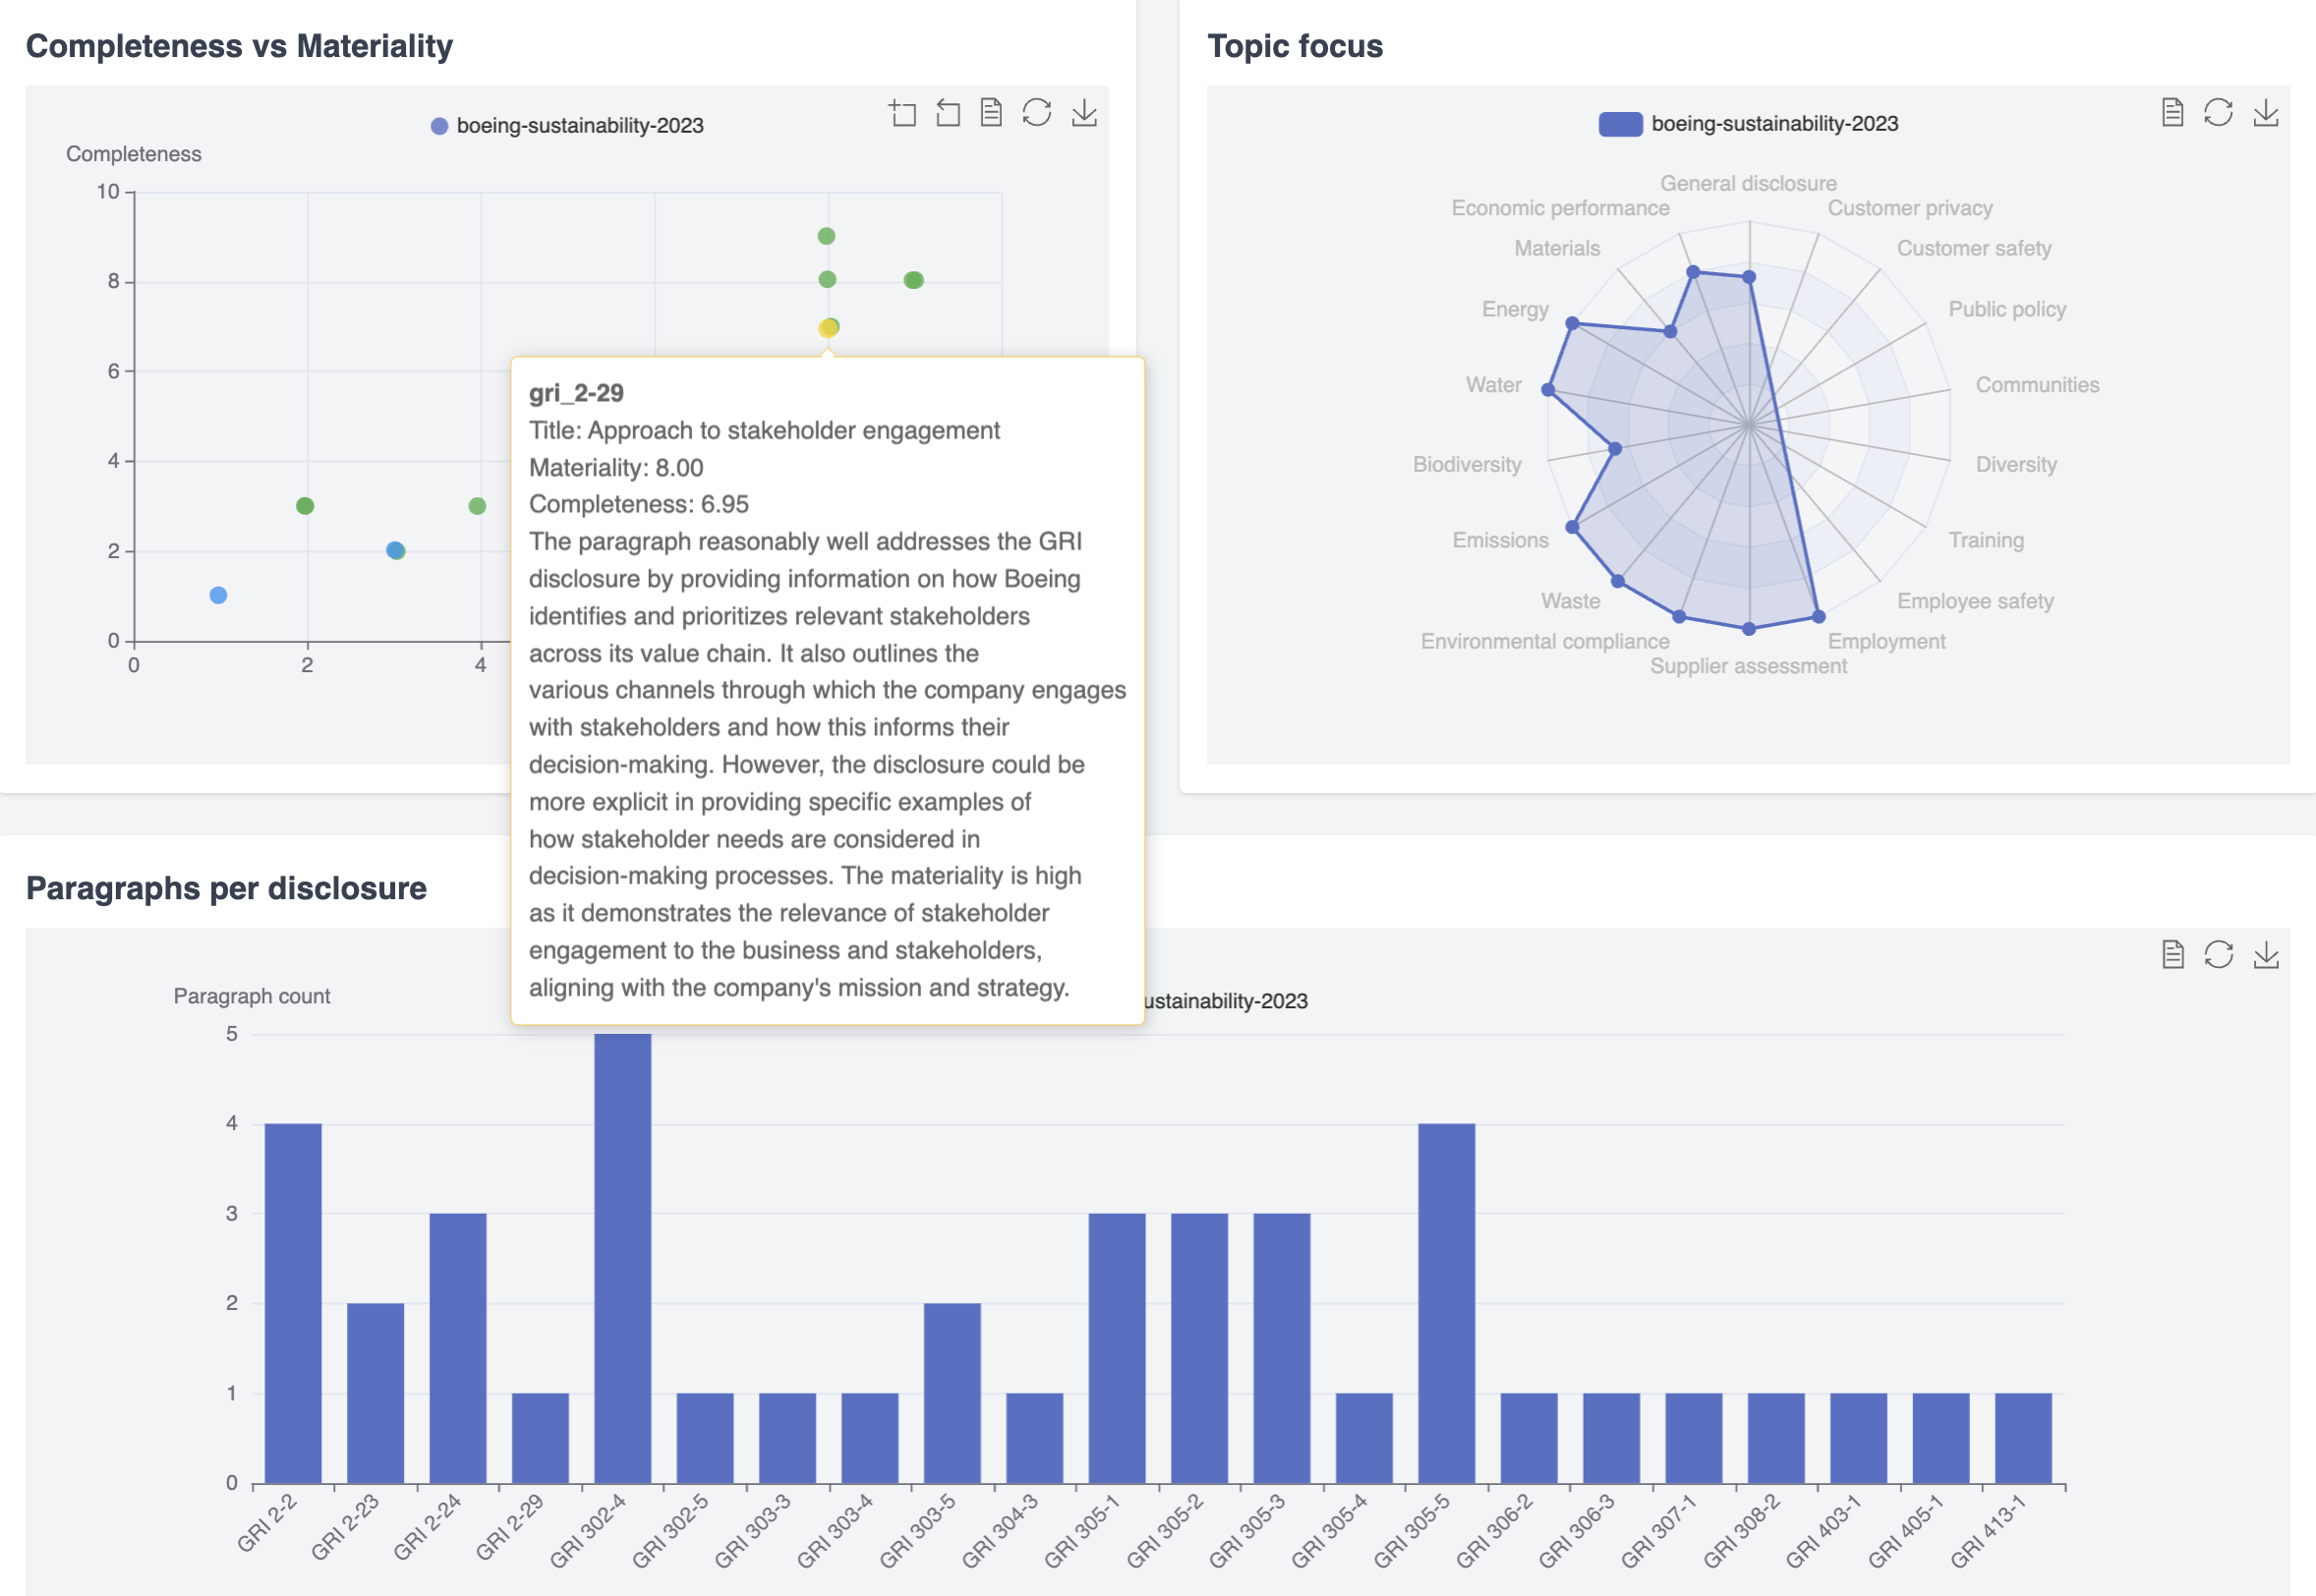 Completeness vs Materiality
boeing-sustainability-2023
Completeness
10
8
6
4
2
0
0
2
4
gri_2-29
Title: Approach to stakeholder engagement
Materiality: 8.00
Completeness: 6.95
The paragraph reasonably well addresses the GRI
disclosure by providing information on how Boeing
identifies and prioritizes relevant stakeholders
across its value chain. It also outlines the
various channels through which the company engages
with stakeholders and how this informs their
decision-making. However, the disclosure could be
more explicit in providing specific examples of
how stakeholder needs are considered in
decision-making processes. The materiality is high
as it demonstrates the relevance of stakeholder
engagement to the business and stakeholders,
aligning with the company's mission and strategy.
Topic focus
boeing-sustainability-2023
General disclosure
Economic performance
Customer privacy
Materials
Customer safety
Energy
Public policy
Water
Communities
Biodiversity
Diversity
Emissions
Training
Waste
Employee safety
Environmental compliance
Employment
Supplier assessment
Paragraphs per disclosure
ustainability-2023
Paragraph count
5
4
3
2
1
0
GRI 2-2
GRI 2-23
GRI 2-24
GRI 2-29
GRI 302-4
GRI 302-5
GRI 303-3
GRI 303-4
GRI 303-5
GRI 304-3
GRI 305-1
GRI 305-2
GRI 305-3
GRI 305-4
GRI 305-5
GRI 306-2
GRI 306-3
GRI 307-1
GRI 308-2
GRI 403-1
GRI 405-1
GRI 413-1